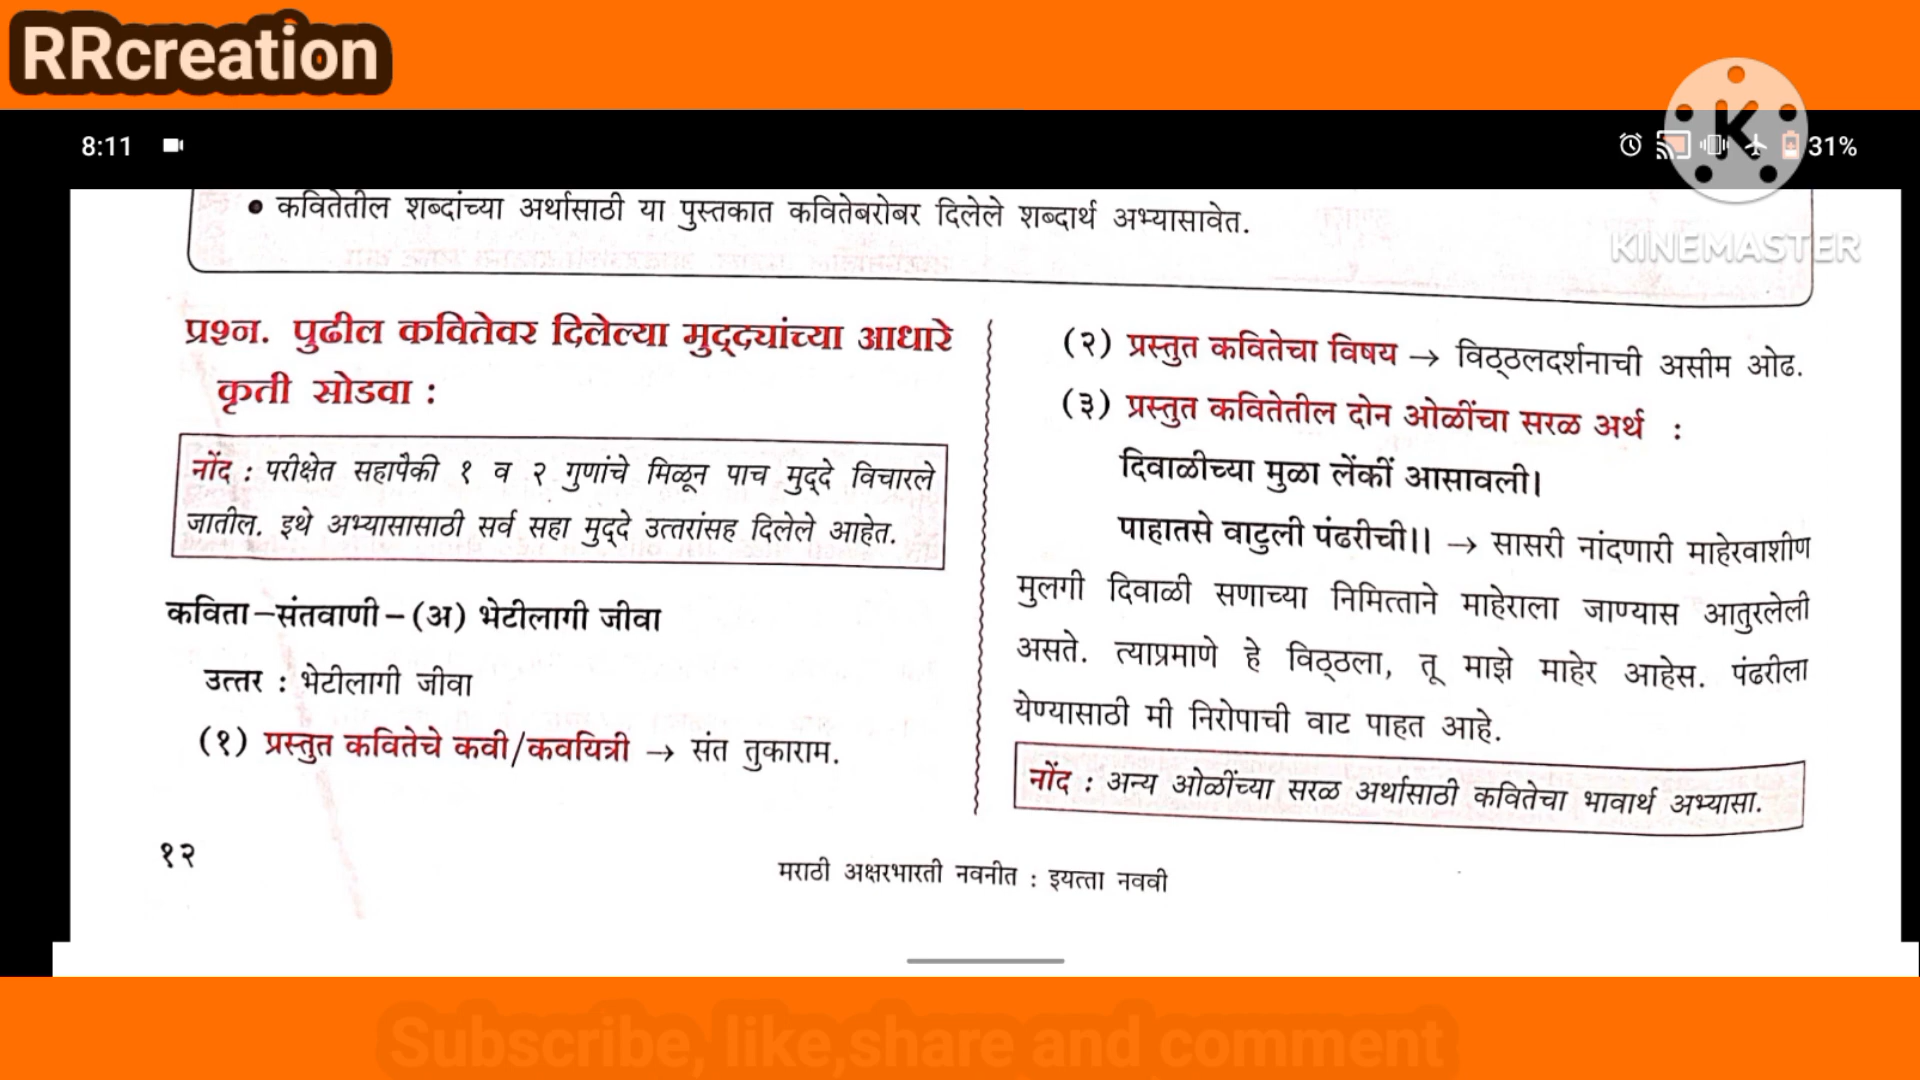 RRcreation
8:11
31%
K
KINEMASTER
• कवितेतील शब्दांच्या अर्थासाठी या पुस्तकात कवितेबरोबर दिलेले शब्दार्थ अभ्यासावेत.
प्रश्न. पुढील कवितेवर दिलेल्या मुद्द्यांच्या आधारे
कृती सोडवा :
नोंद : परीक्षेत सहापैकी १ व २ गुणांचे मिळून पाच मुद्दे विचारले
जातील. इथे अभ्यासासाठी सर्व सहा मुद्दे उत्तरांसह दिलेले आहेत.
कविता – संतवाणी – (अ) भेटीलागी जीवा
उत्तर : भेटीलागी जीवा
(१) प्रस्तुत कवितेचे कवी/कवयित्री → संत तुकाराम.
(२) प्रस्तुत कवितेचा विषय → विठ्ठलदर्शनाची असीम ओढ.
(३) प्रस्तुत कवितेतील दोन ओळींचा सरळ अर्थ :
दिवाळीच्या मुळा लेंकीं आसावली।
पाहातसे वाटुली पंढरीची।। → सासरी नांदणारी माहेरवाशीण
मुलगी दिवाळी सणाच्या निमित्ताने माहेराला जाण्यास आतुरलेली
असते. त्याप्रमाणे हे विठ्ठला, तू माझे माहेर आहेस. पंढरीला
येण्यासाठी मी निरोपाची वाट पाहत आहे.
नोंद : अन्य ओळींच्या सरळ अर्थासाठी कवितेचा भावार्थ अभ्यासा.
१२
मराठी अक्षरभारती नवनीत : इयत्ता नववी
Subscribe, like,share and comment